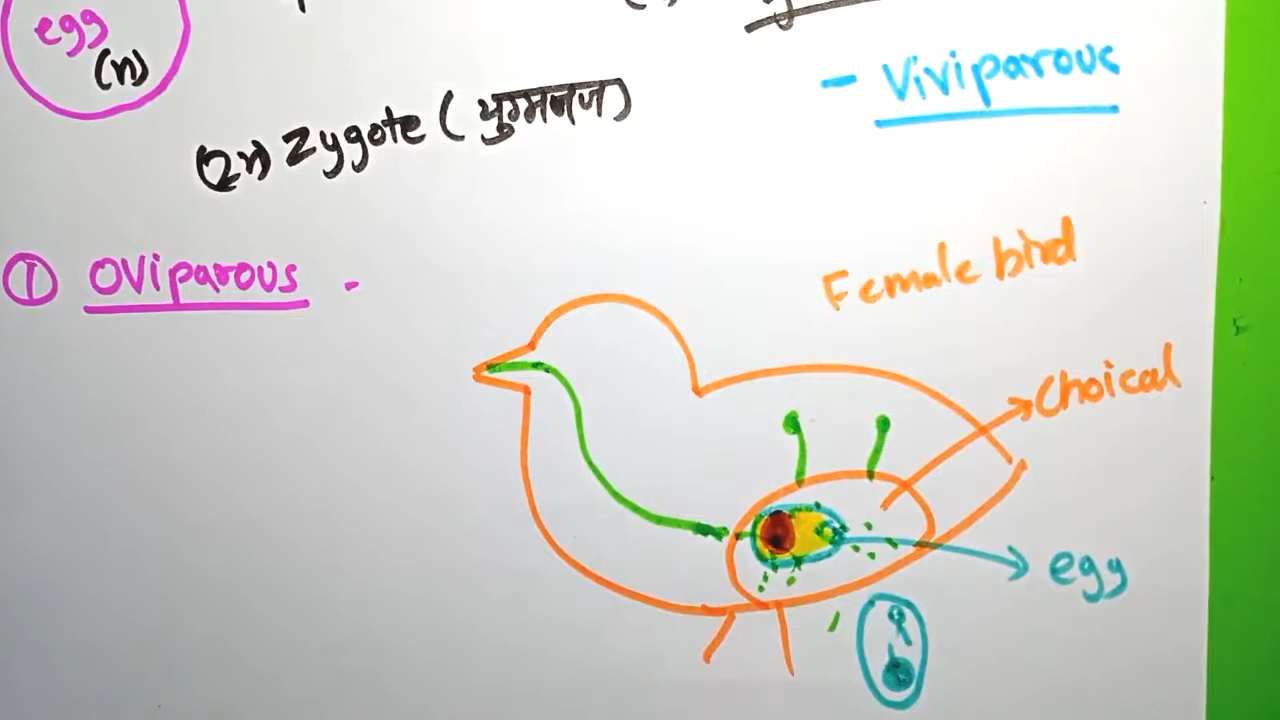 egg
(n)
- Viviparous
(2n) Zygote (युग्मनज)
① Oviparous -
Female bird
Choical
egg